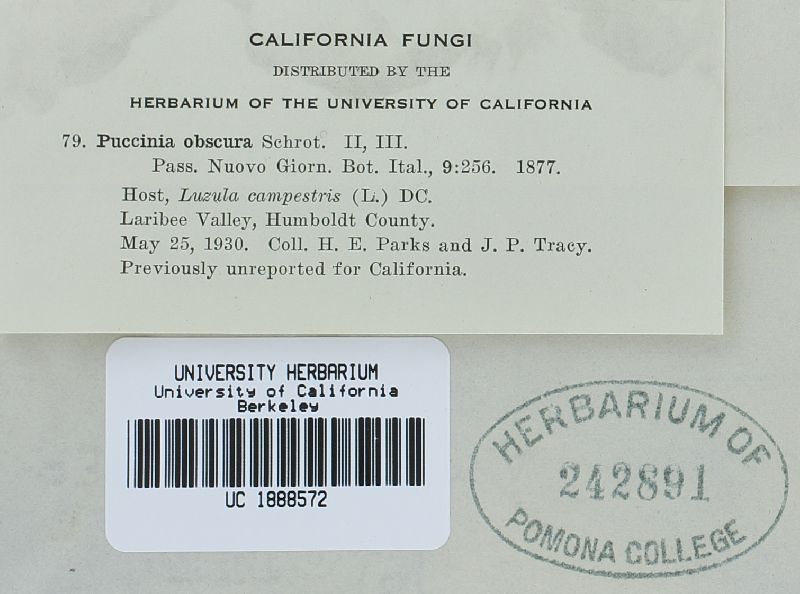 CALIFORNIA FUNGI
DISTRIBUTED BY THE
HERBARIUM OF THE UNIVERSITY OF CALIFORNIA
79. Puccinia obscura Schrot. II, III.
Pass. Nuovo Giorn. Bot. Ital., 9:256. 1877.
Host, Luzula campestris (L.) DC.
Laribee Valley, Humboldt County.
May 25, 1930. Coll. H. E. Parks and J. P. Tracy.
Previously unreported for California.
UNIVERSITY HERBARIUM
University of California
Berkeley
UC 1888572
HERBARIUM OF
242891
POMONA COLLEGE